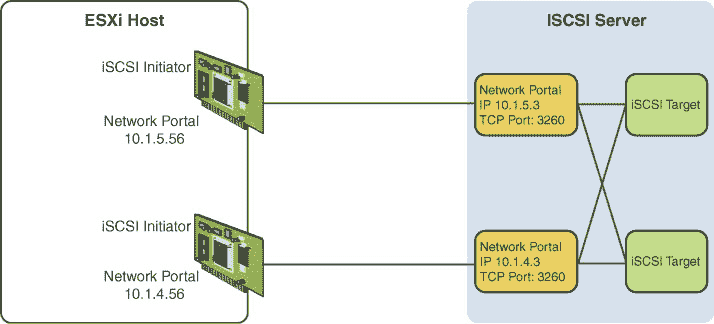 ESXi Host
iSCSI Initiator
Network Portal
10.1.5.56
iSCSI Initiator
Network Portal
10.1.4.56
ISCSI Server
Network Portal
IP 10.1.5.3
TCP Port: 3260
iSCSI Target
Network Portal
IP 10.1.4.3
TCP Port: 3260
iSCSI Target